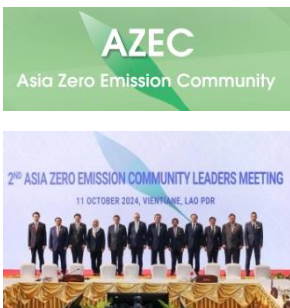 AZEC
Asia Zero Emission Community
2ND ASIA ZERO EMISSION COMMUNITY LEADERS MEETING
11 OCTOBER 2024, VIENTIANE, LAO PDR